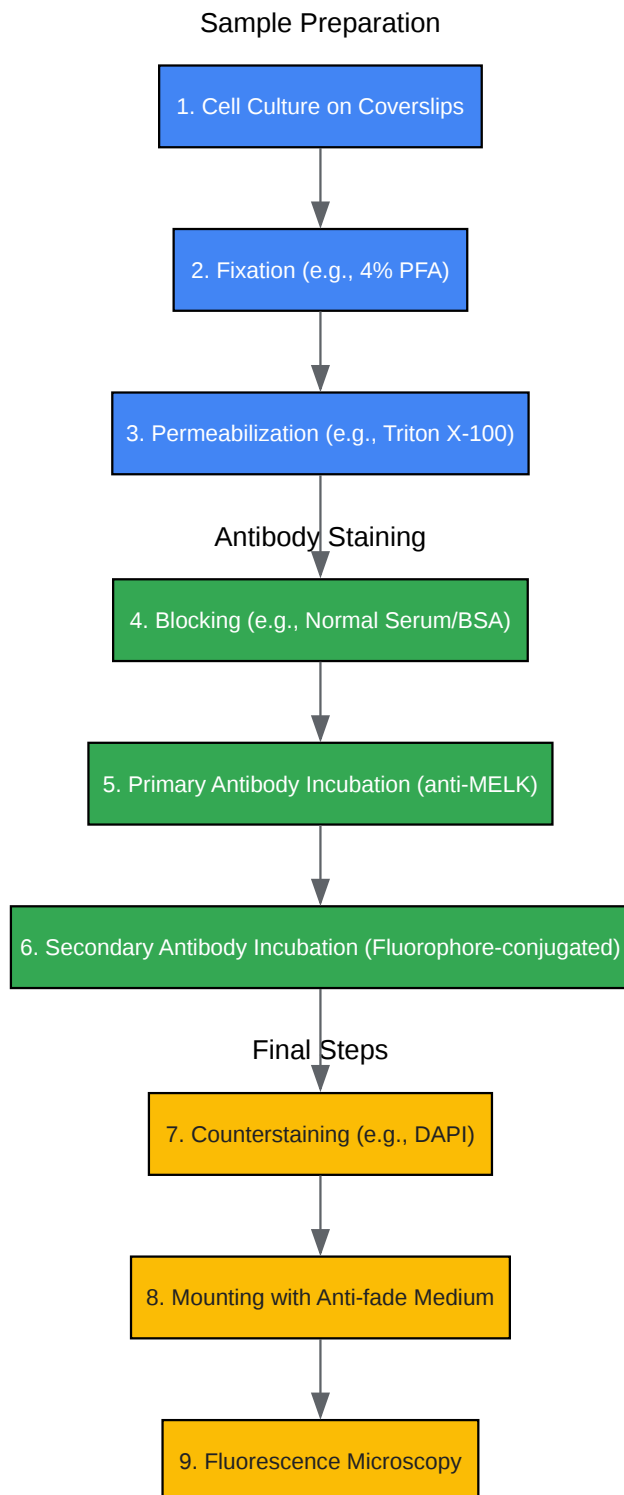 Sample Preparation
1. Cell Culture on Coverslips
2. Fixation (e.g., 4% PFA)
3. Permeabilization (e.g., Triton X-100)
Antibody Staining
4. Blocking (e.g., Normal Serum/BSA)
5. Primary Antibody Incubation (anti-MELK)
6. Secondary Antibody Incubation (Fluorophore-conjugated)
Final Steps
7. Counterstaining (e.g., DAPI)
8. Mounting with Anti-fade Medium
9. Fluorescence Microscopy